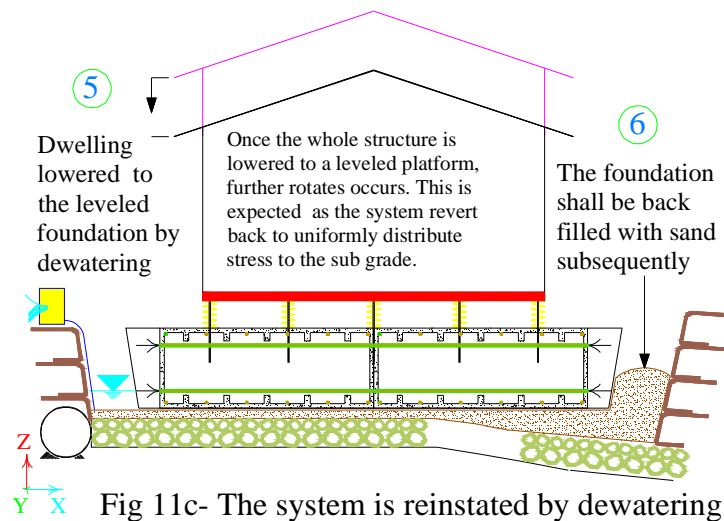 5
Dwelling
lowered to
the leveled
foundation by
dewatering
Once the whole structure is
lowered to a leveled platform,
further rotates occurs. This is
expected as the system revert
back to uniformly distribute
stress to the sub grade.
6
The foundation
shall be back
filled with sand
subsequently
Z
Y X
Fig 11c- The system is reinstated by dewatering